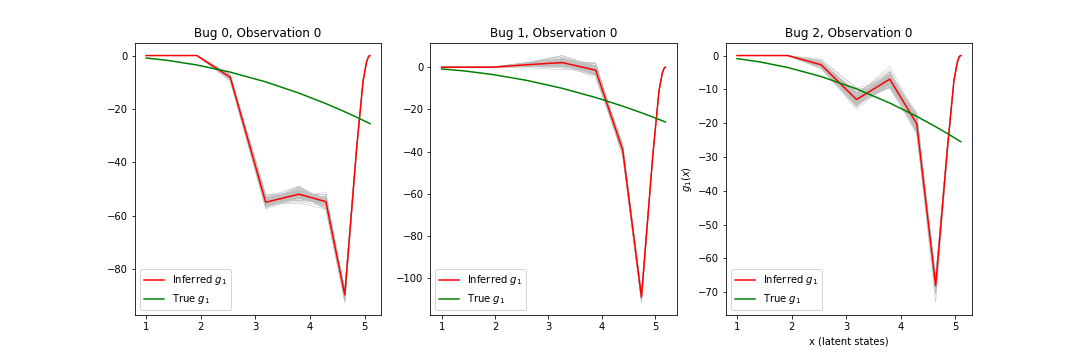 Bug 0, Observation 0
0
−20
−40
−60
−80
Inferred g₁
True g₁
1 2 3 4 5
Bug 1, Observation 0
0
−20
−40
−60
−80
−100
Inferred g₁
True g₁
1 2 3 4 5
Bug 2, Observation 0
g₁(x)
0
−10
−20
−30
−40
−50
−60
−70
Inferred g₁
True g₁
1 2 3 4 5
x (latent states)